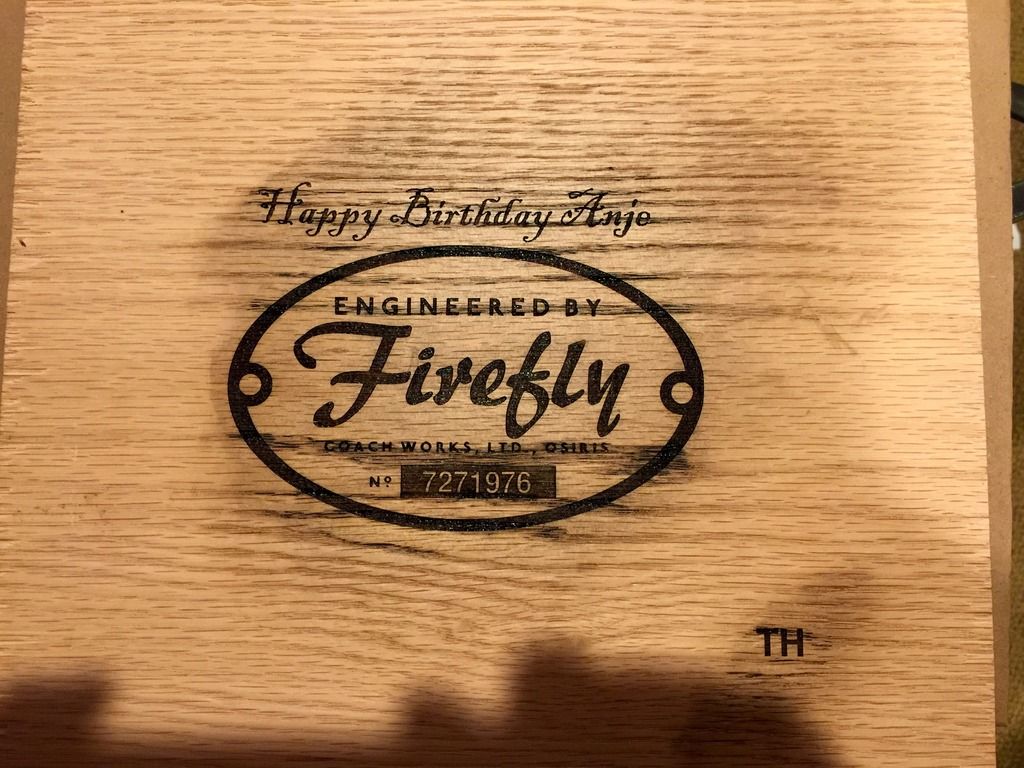 Happy Birthday Anje
ENGINEERED BY
Firefly
COACH WORKS, LTD., OSIRIS
Nº 7271976
TH